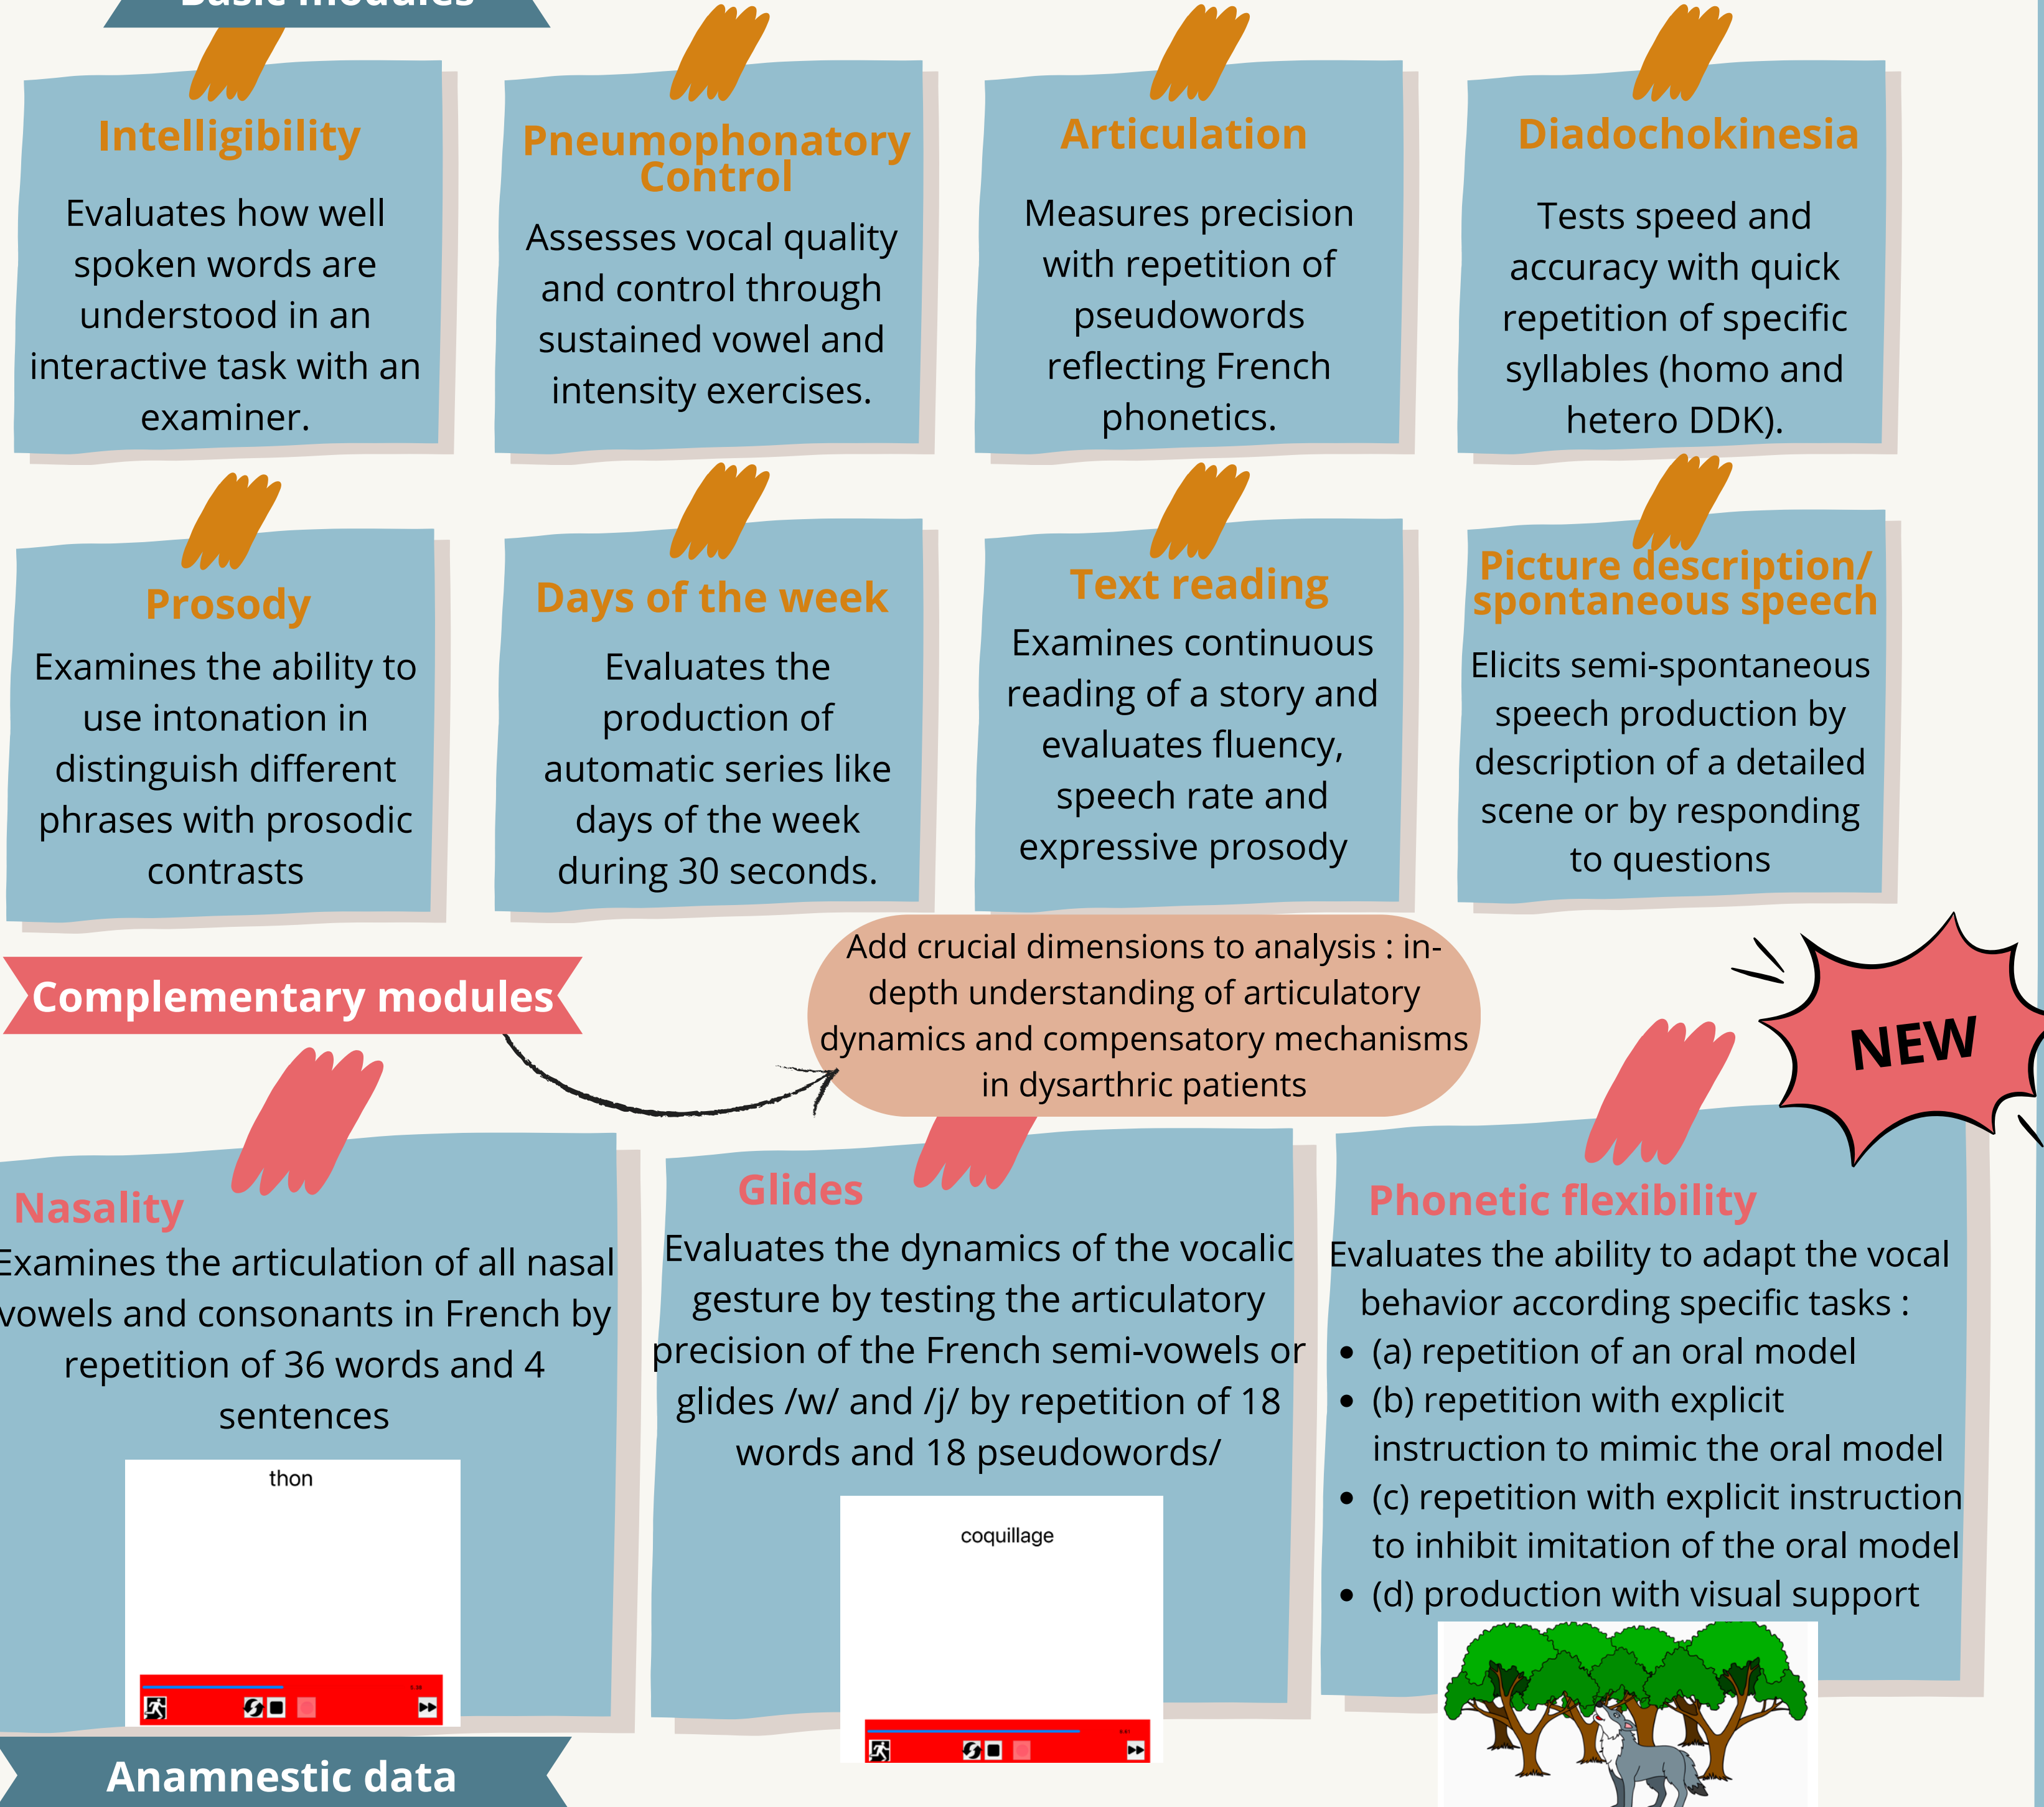 Basic modules
Intelligibility
Evaluates how well
spoken words are
understood in an
interactive task with an
examiner.
Pneumophonatory
Control
Assesses vocal quality
and control through
sustained vowel and
intensity exercises.
Articulation
Measures precision
with repetition of
pseudowords
reflecting French
phonetics.
Diadochokinesia
Tests speed and
accuracy with quick
repetition of specific
syllables (homo and
hetero DDK).
Prosody
Examines the ability to
use intonation in
distinguish different
phrases with prosodic
contrasts
Days of the week
Evaluates the
production of
automatic series like
days of the week
during 30 seconds.
Text reading
Examines continuous
reading of a story and
evaluates fluency,
speech rate and
expressive prosody
Picture description/
spontaneous speech
Elicits semi-spontaneous
speech production by
description of a detailed
scene or by responding
to questions
Complementary modules
Add crucial dimensions to analysis : in-
depth understanding of articulatory
dynamics and compensatory mechanisms
in dysarthric patients
NEW
Nasality
Examines the articulation of all nasal
vowels and consonants in French by
repetition of 36 words and 4
sentences
thon
Glides
Evaluates the dynamics of the vocalic
gesture by testing the articulatory
precision of the French semi-vowels or
glides /w/ and /j/ by repetition of 18
words and 18 pseudowords/
coquillage
Phonetic flexibility
Evaluates the ability to adapt the vocal
behavior according specific tasks :
• (a) repetition of an oral model
• (b) repetition with explicit
instruction to mimic the oral model
• (c) repetition with explicit instruction
to inhibit imitation of the oral model
• (d) production with visual support
Anamnestic data